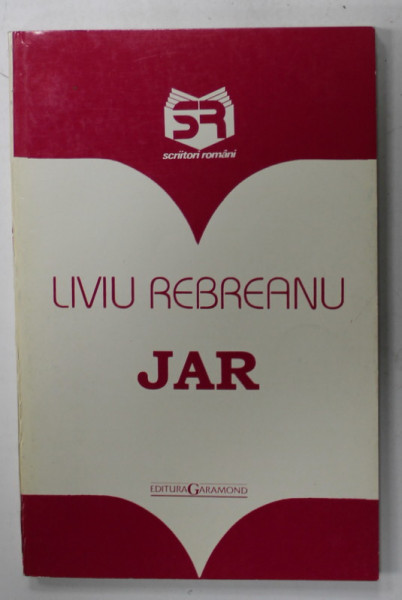 SR
scriitori români
LIVIU REBREANU
JAR
EDITURA GARAMOND